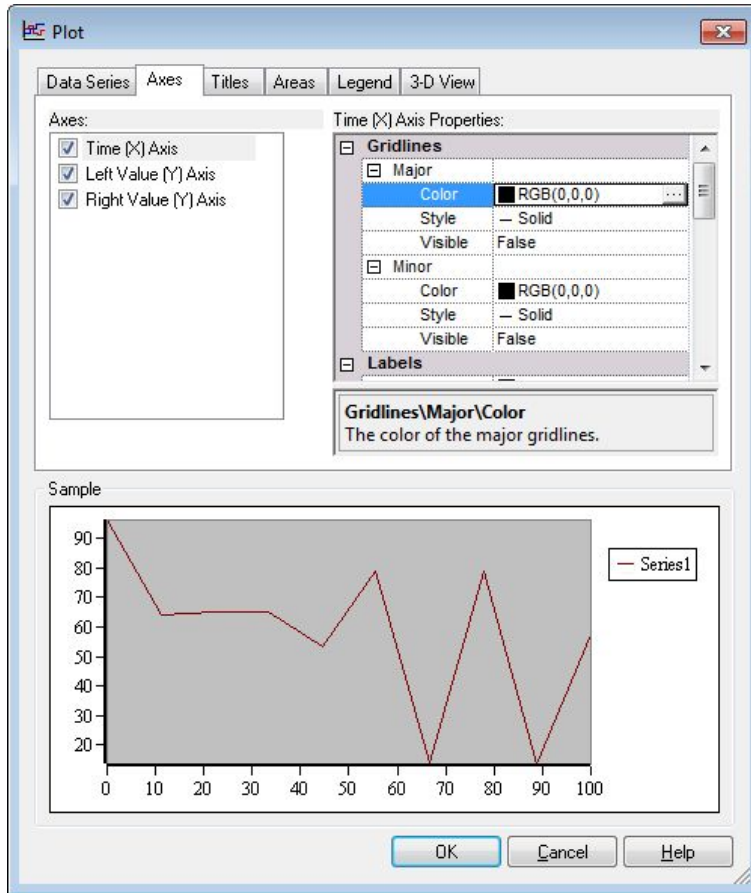 Plot
Data Series Axes Titles Areas Legend 3-D View
Axes:
Time (X) Axis
Left Value (Y) Axis
Right Value (Y) Axis
Time (X) Axis Properties:
Gridlines
Major
Color RGB(0,0,0) ...
Style Solid
Visible False
Minor
Color RGB(0,0,0)
Style Solid
Visible False
Labels
Gridlines\Major\Color
The color of the major gridlines.
Sample
90
80
70
60
50
40
30
20
0 10 20 30 40 50 60 70 80 90 100
Series1
OK Cancel Help